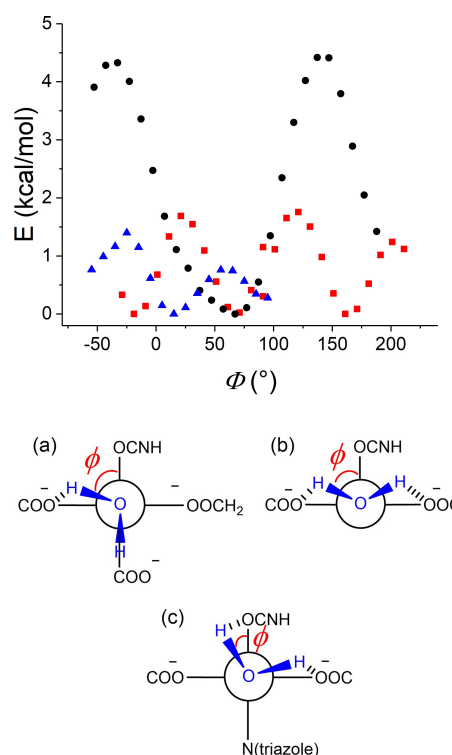 5
4
3
2
1
0
E (kcal/mol)
-50 0 50 100 150 200
Φ (°)
(a)
ϕ
OCNH
H
−
COO
O
−
OOCH₂
H
COO⁻
(b)
ϕ
OCNH
−
COO
H
O
H
−
OOC
(c)
H
OCNH
ϕ
−
COO
O
H
−
OOC
N(triazole)